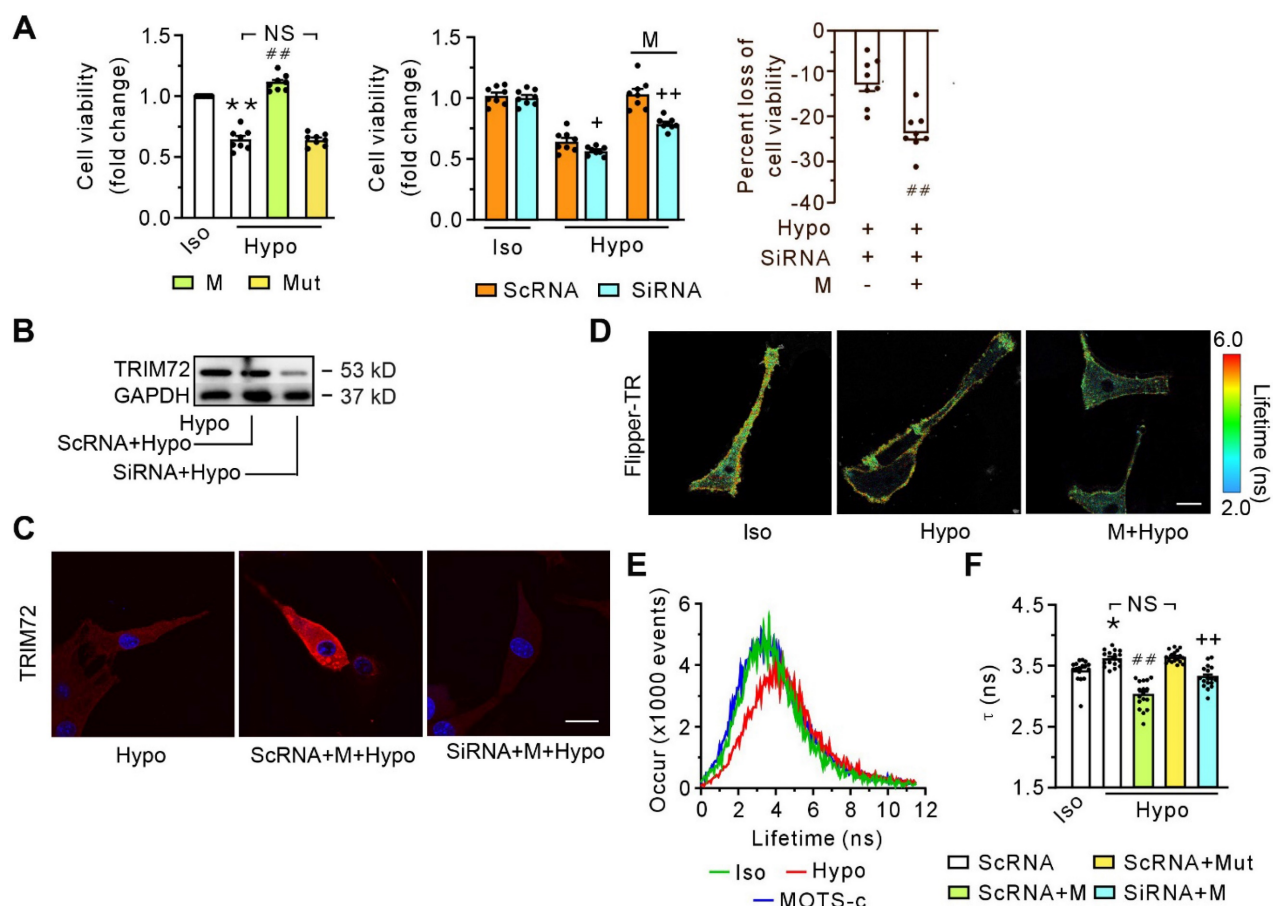 A
Cell viability
(fold change)
1.5
1.0
0.5
0.0
NS
**
##
Iso
Hypo
M
Mut
Cell viability
(fold change)
1.5
1.0
0.5
0.0
M
+
++
Iso
Hypo
ScRNA
SiRNA
Percent loss of
cell viability
0
-10
-20
-30
-40
##
Hypo + +
SiRNA + +
M - +
B
TRIM72
GAPDH
- 53 kD
- 37 kD
Hypo
ScRNA+Hypo
SiRNA+Hypo
C
TRIM72
Hypo
ScRNA+M+Hypo
SiRNA+M+Hypo
D
Flipper-TR
Iso
Hypo
M+Hypo
6.0
2.0
Lifetime (ns)
E
Occur (x1000 events)
6
4
2
0
0 2 4 6 8 10 12
Lifetime (ns)
Iso
Hypo
MOTS-c
F
τ (ns)
4.5
3.5
2.5
1.5
NS
*
##
++
Iso
Hypo
ScRNA
ScRNA+Mut
ScRNA+M
SiRNA+M